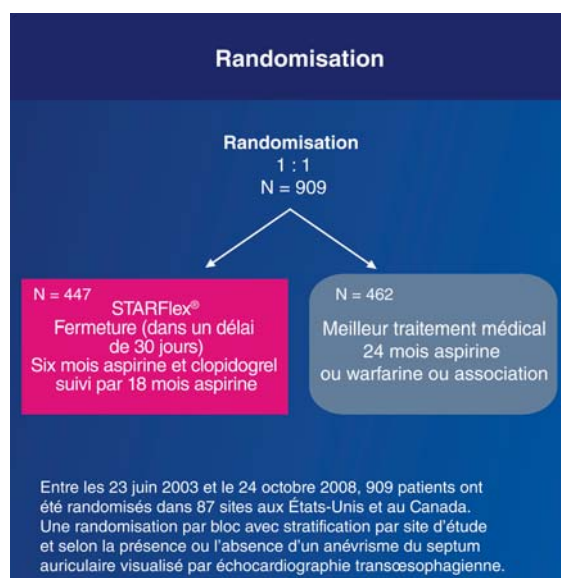 Randomisation
Randomisation
1 : 1
N = 909
N = 447
STARFlex®
Fermeture (dans un délai
de 30 jours)
Six mois aspirine et clopidogrel
suivi par 18 mois aspirine
N = 462
Meilleur traitement médical
24 mois aspirine
ou warfarine ou association
Entre les 23 juin 2003 et le 24 octobre 2008, 909 patients ont
été randomisés dans 87 sites aux États-Unis et au Canada.
Une randomisation par bloc avec stratification par site d'étude
et selon la présence ou l'absence d'un anévrisme du septum
auriculaire visualisé par échocardiographie transœsophagienne.